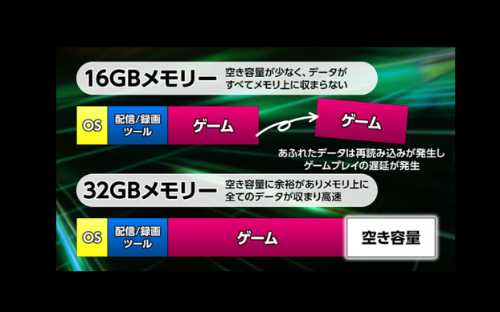 16GBメモリー
空き容量が少なく、データが
すべてメモリ上に収まらない
OS
配信/録画
ツール
ゲーム
ゲーム
あふれたデータは再読み込みが発生し
ゲームプレイの遅延が発生
32GBメモリー
空き容量に余裕がありメモリ上に
全てのデータが収まり高速
OS
配信/録画
ツール
ゲーム
空き容量